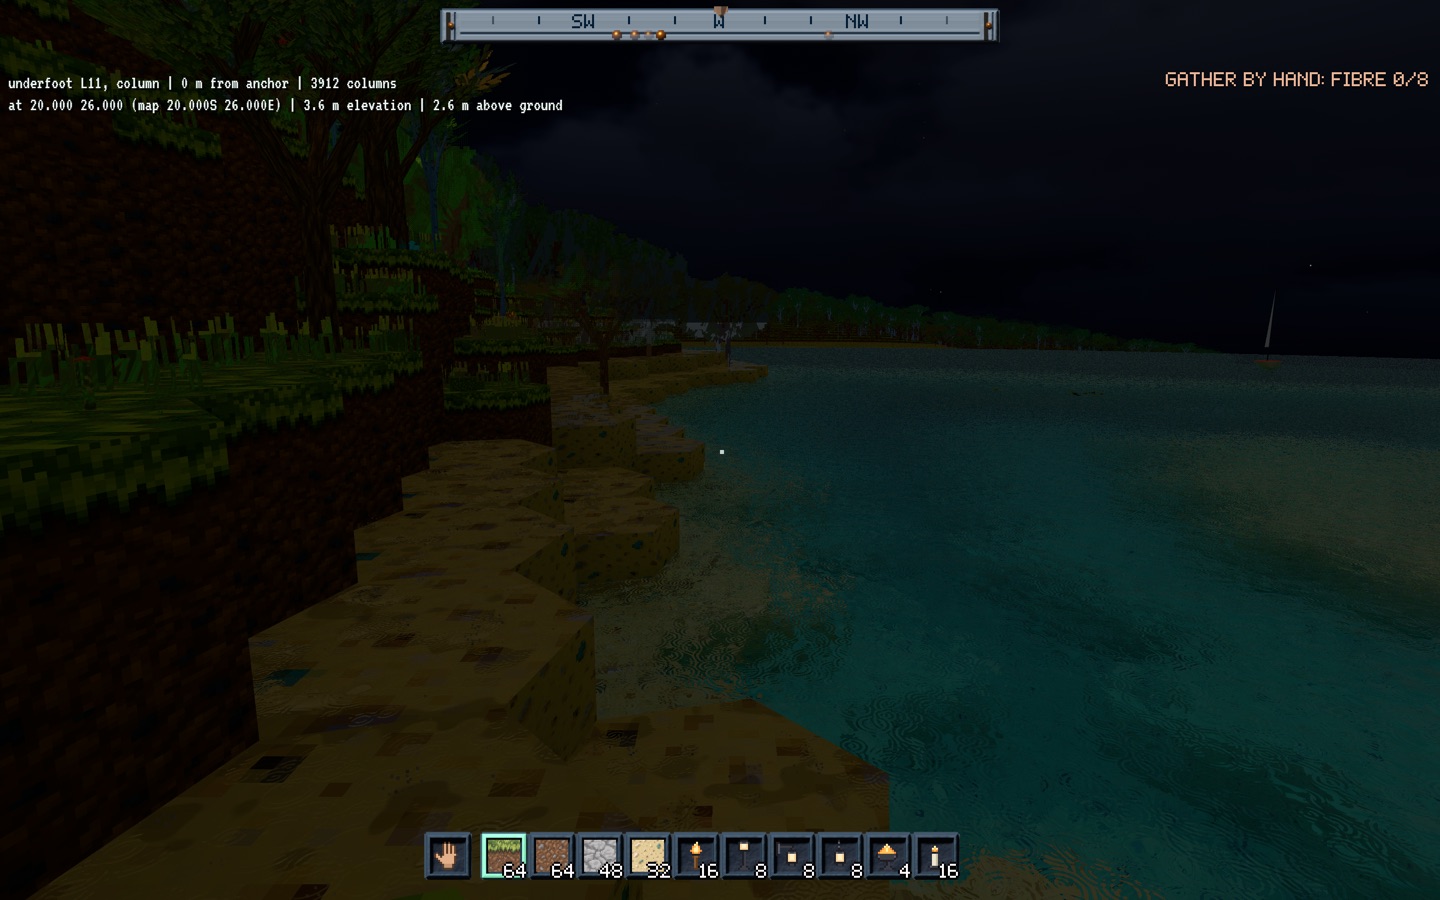 SW W NW
underfoot L11, column | 0 m from anchor | 3912 columns
GATHER BY HAND: FIBRE 0/8
at 20.000 26.000 (map 20.000S 26.000E) | 3.6 m elevation | 2.6 m above ground
64 64 48 32 16 8 8 8 4 16